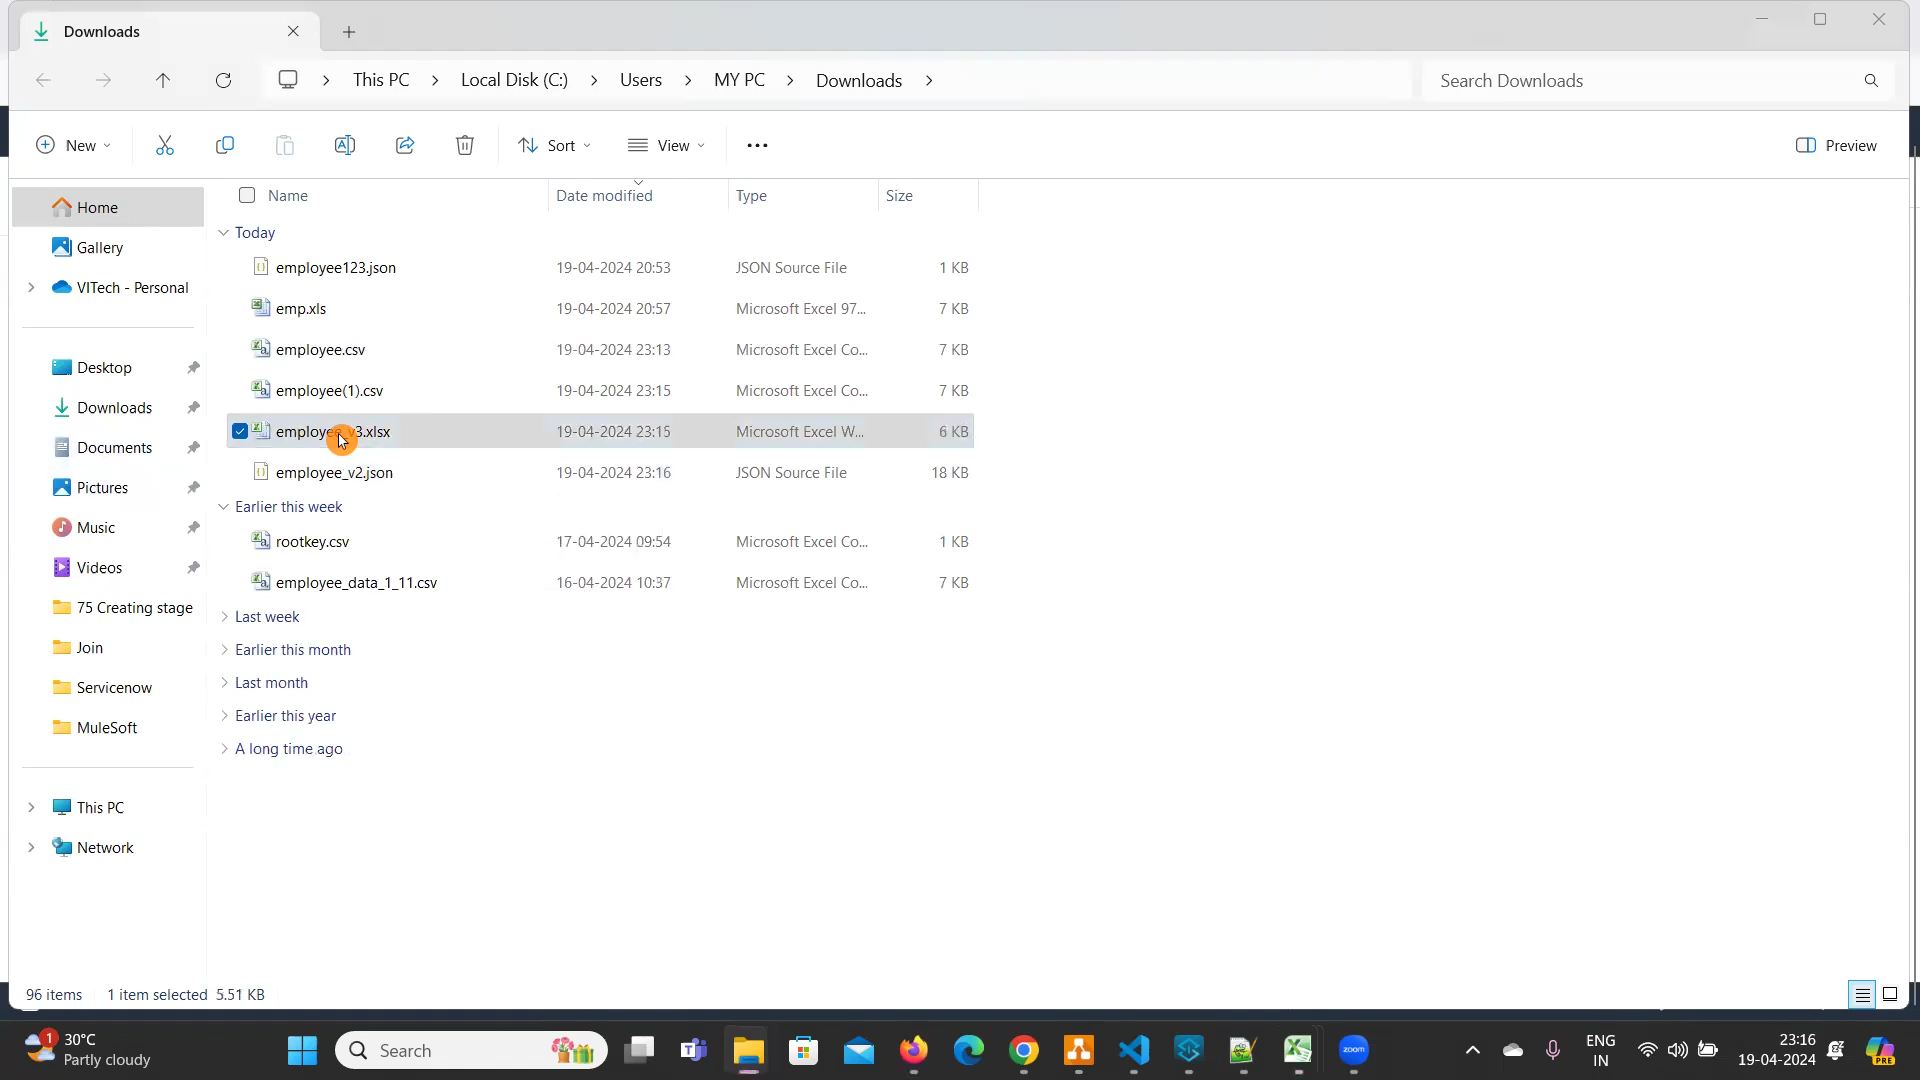 Downloads
This PC
Local Disk (C:)
Users
MY PC
Downloads
Search Downloads
New
Sort
View
Preview
Name
Date modified
Type
Size
Home
Gallery
VITech - Personal
Desktop
Downloads
Documents
Pictures
Music
Videos
75 Creating stage
Join
Servicenow
MuleSoft
This PC
Network
Today
employee123.json 19-04-2024 20:53 JSON Source File 1 KB
emp.xls 19-04-2024 20:57 Microsoft Excel 97... 7 KB
employee.csv 19-04-2024 23:13 Microsoft Excel Co... 7 KB
employee(1).csv 19-04-2024 23:15 Microsoft Excel Co... 7 KB
employee_v3.xlsx 19-04-2024 23:15 Microsoft Excel W... 6 KB
employee_v2.json 19-04-2024 23:16 JSON Source File 18 KB
Earlier this week
rootkey.csv 17-04-2024 09:54 Microsoft Excel Co... 1 KB
employee_data_1_11.csv 16-04-2024 10:37 Microsoft Excel Co... 7 KB
Last week
Earlier this month
Last month
Earlier this year
A long time ago
96 items 1 item selected 5.51 KB
1
30°C
Partly cloudy
Search
zoom
ENG
IN
23:16
19-04-2024
PRE